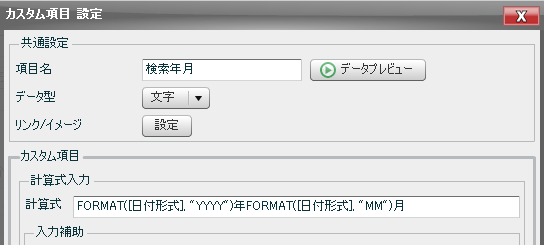 カスタム項目 設定
X
共通設定
項目名 検索年月 データプレビュー
データ型 文字
リンク/イメージ 設定
カスタム項目
計算式入力
計算式 FORMAT([日付形式], "YYYY")年FORMAT([日付形式], "MM")月
入力補助